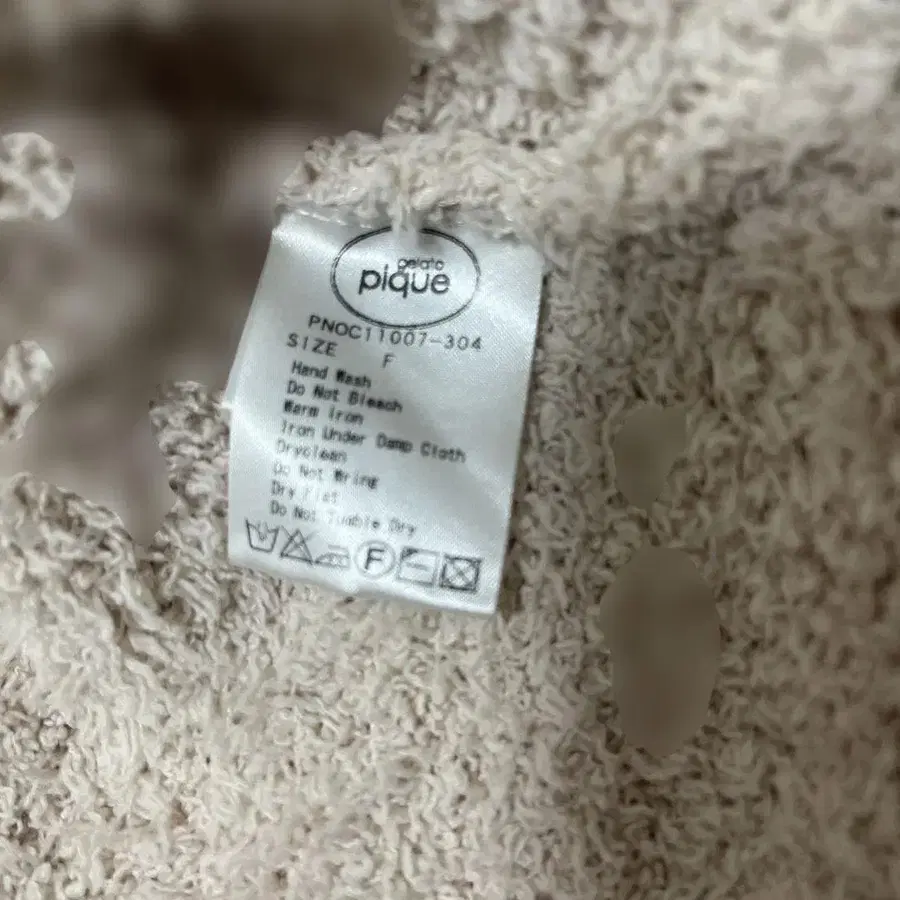 gelato
pique
PNOC11007-304
SIZE F
Hand Wash
Do Not Bleach
Warm Iron
Iron Under Damp Cloth
Dryclean
Do Not Wring
Dry Flat
Do Not Tumble Dry
F